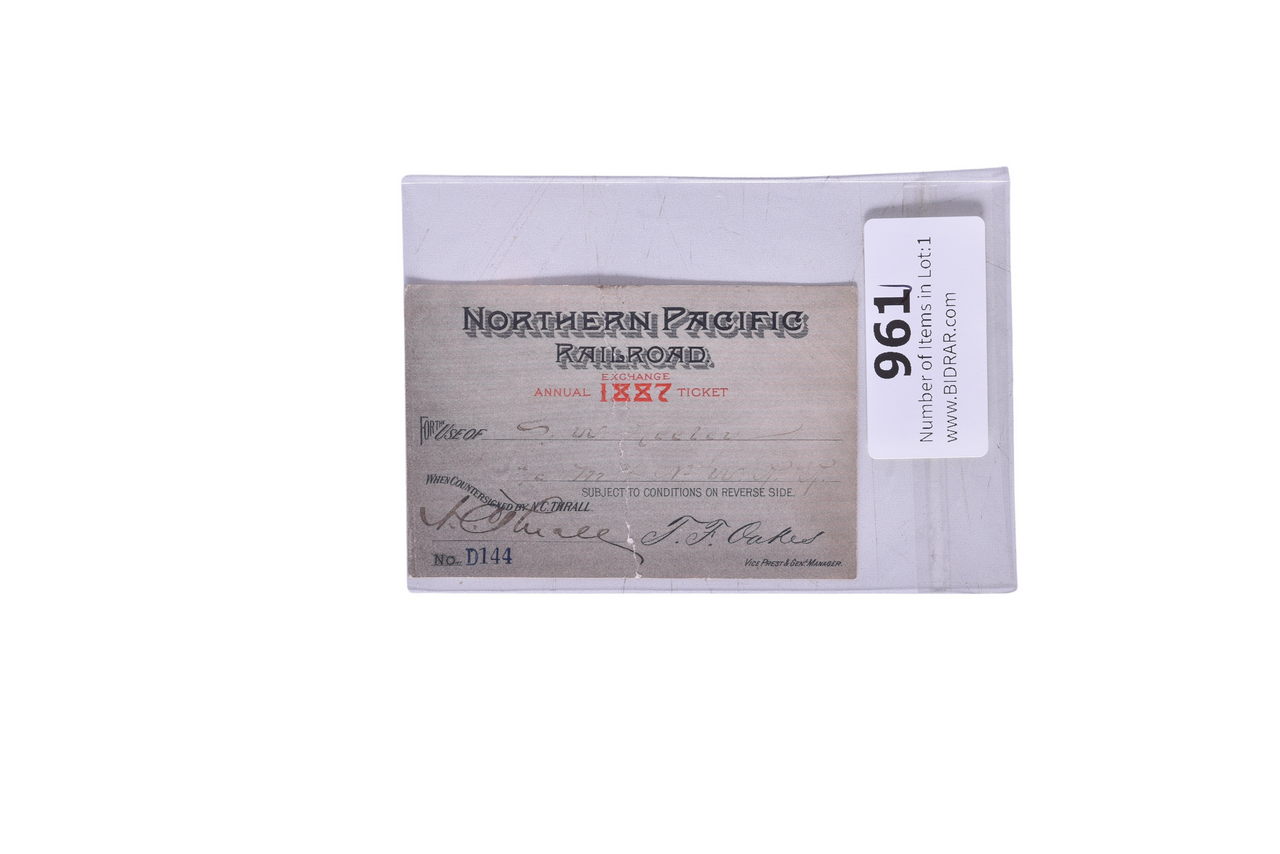 NORTHERN PACIFIC
RAILROAD.
EXCHANGE
ANNUAL 1887 TICKET
FOR THE USE OF S. W.
SUBJECT TO CONDITIONS ON REVERSE SIDE.
WHEN COUNTERSIGNED BY N.C. THRALL.
N.C. Thrall T. F. Oakes
No. D144
VICE PREST & GENL MANAGER.
961
Number of Items in Lot: 1
www.BIDRAR.com